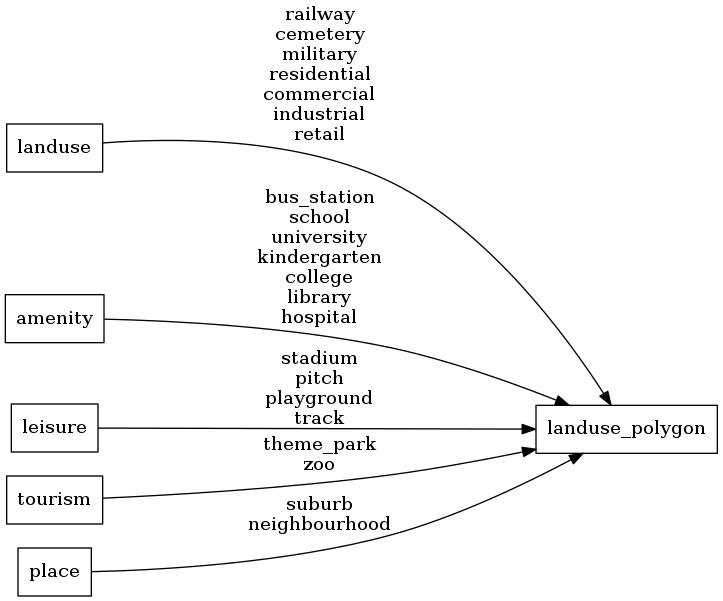 railway
cemetery
military
residential
commercial
industrial
retail
landuse
bus_station
school
university
kindergarten
college
library
hospital
amenity
stadium
pitch
playground
track
leisure
landuse_polygon
theme_park
zoo
tourism
suburb
neighbourhood
place